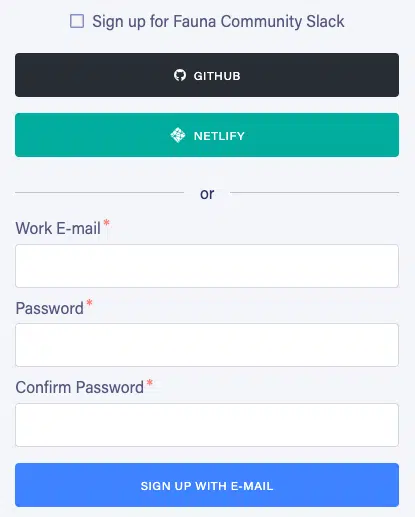 Sign up for Fauna Community Slack
GITHUB
NETLIFY
or
Work E-mail*
Password*
Confirm Password*
SIGN UP WITH E-MAIL